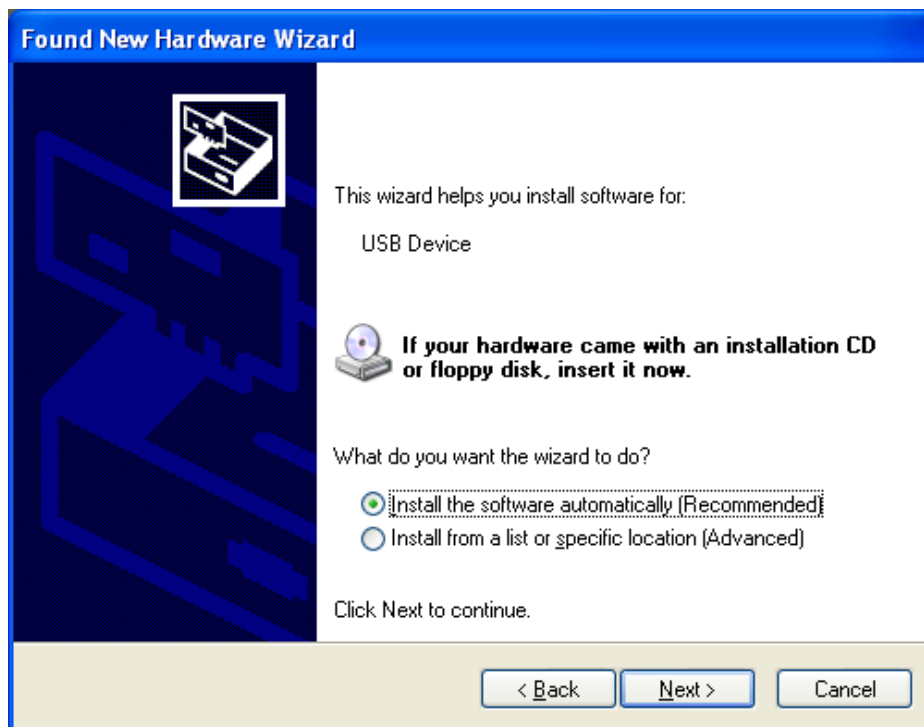 Found New Hardware Wizard
This wizard helps you install software for:
USB Device
If your hardware came with an installation CD
or floppy disk, insert it now.
What do you want the wizard to do?
Install the software automatically (Recommended)
Install from a list or specific location (Advanced)
Click Next to continue.
< Back
Next >
Cancel